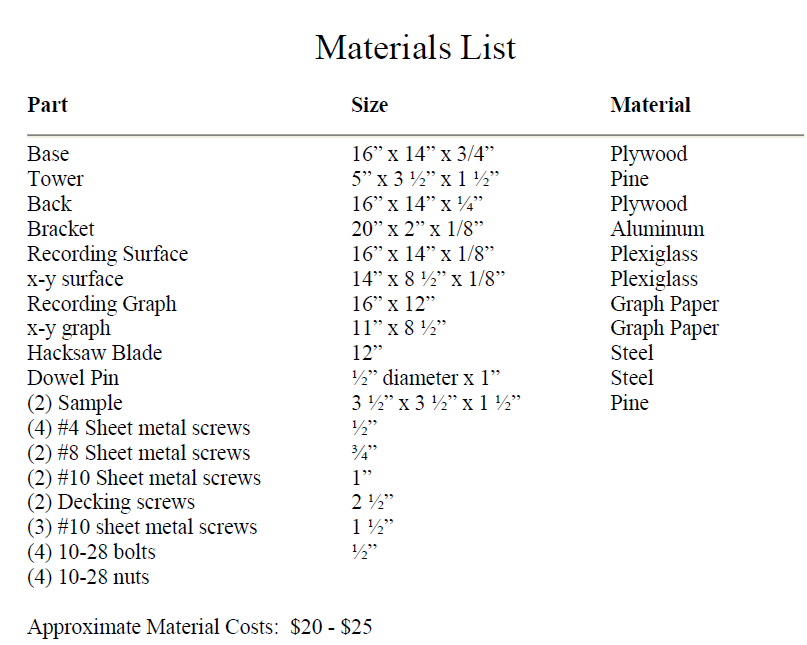 Materials List
Part Size Material
Base 16” x 14” x 3/4” Plywood
Tower 5” x 3 ½” x 1 ½” Pine
Back 16” x 14” x ¼” Plywood
Bracket 20” x 2” x 1/8” Aluminum
Recording Surface 16” x 14” x 1/8” Plexiglass
x-y surface 14” x 8 ½” x 1/8” Plexiglass
Recording Graph 16” x 12” Graph Paper
x-y graph 11” x 8 ½” Graph Paper
Hacksaw Blade 12” Steel
Dowel Pin ½” diameter x 1” Steel
(2) Sample 3 ½” x 3 ½” x 1 ½” Pine
(4) #4 Sheet metal screws ½”
(2) #8 Sheet metal screws ¾”
(2) #10 Sheet metal screws 1”
(2) Decking screws 2 ½”
(3) #10 sheet metal screws 1 ½”
(4) 10-28 bolts ½”
(4) 10-28 nuts
Approximate Material Costs: $20 - $25